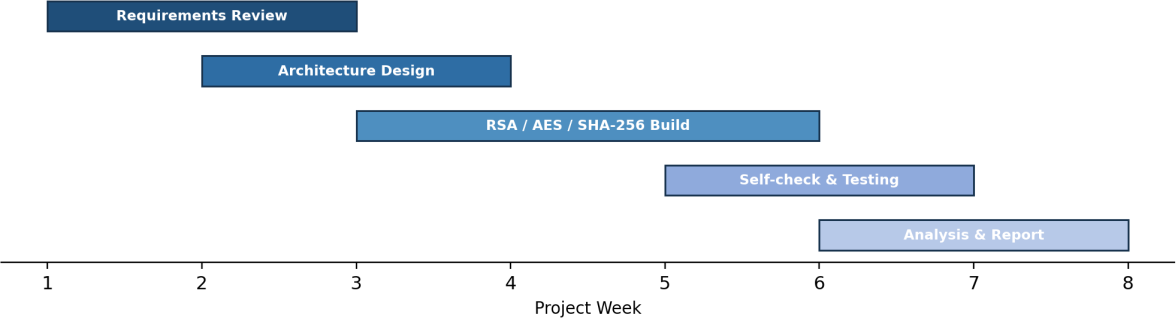 Requirements Review
Architecture Design
RSA / AES / SHA-256 Build
Self-check & Testing
Analysis & Report
1 2 3 4 5 6 7 8
Project Week